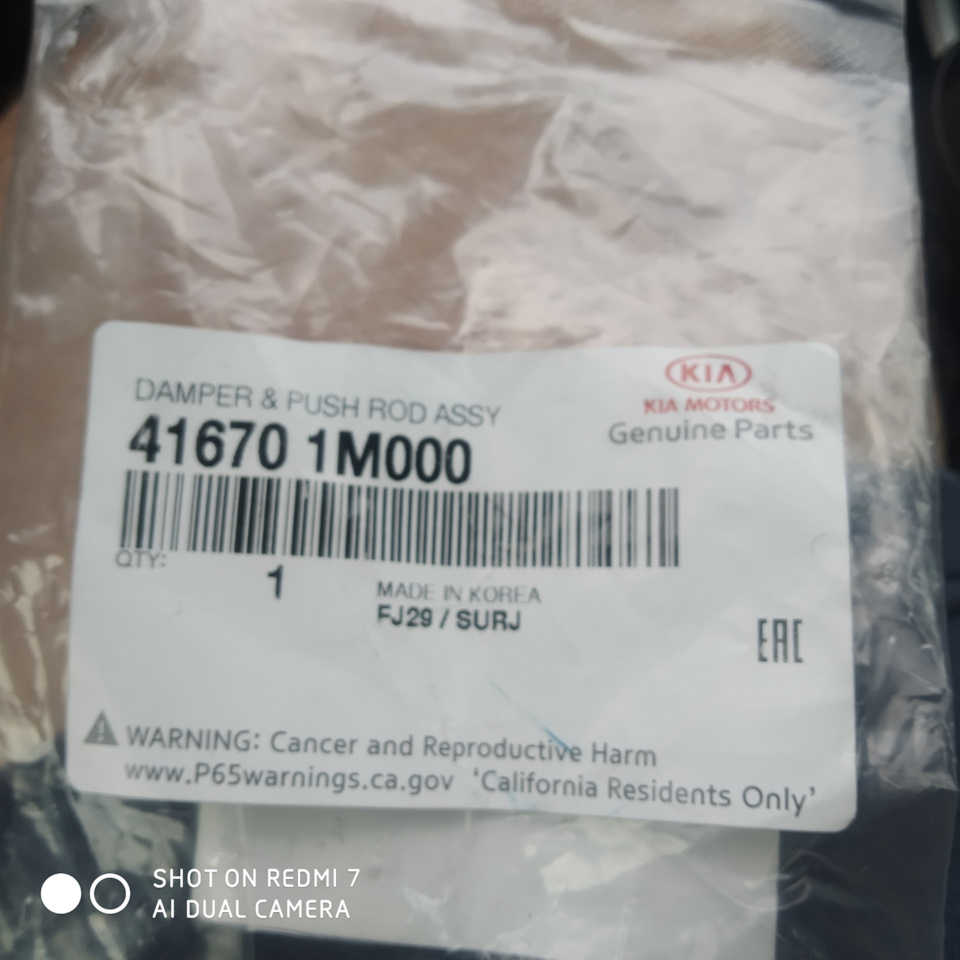 DAMPER & PUSH ROD ASSY
41670 1M000
KIA
KIA MOTORS
Genuine Parts
QTY:
1
MADE IN KOREA
FJ29 / SURJ
EAC
WARNING: Cancer and Reproductive Harm
www.P65warnings.ca.gov 'California Residents Only'
SHOT ON REDMI 7
AI DUAL CAMERA